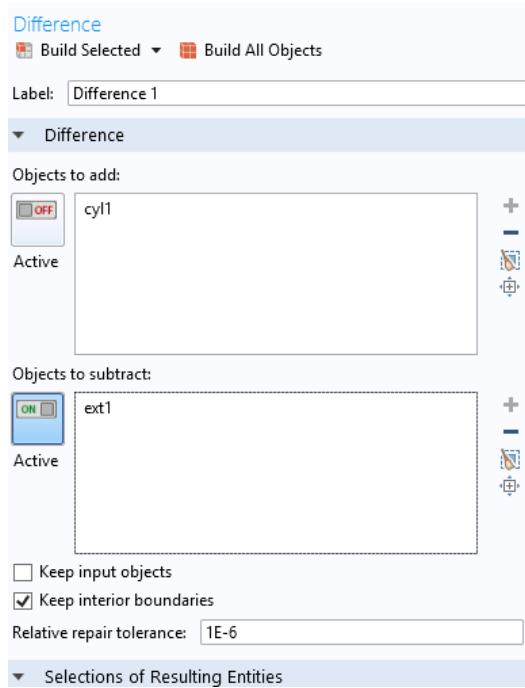 Difference
Build Selected Build All Objects
Label: Difference 1
Difference
Objects to add:
OFF cyl1
Active
Objects to subtract:
ON ext1
Active
Keep input objects
Keep interior boundaries
Relative repair tolerance: 1E-6
Selections of Resulting Entities